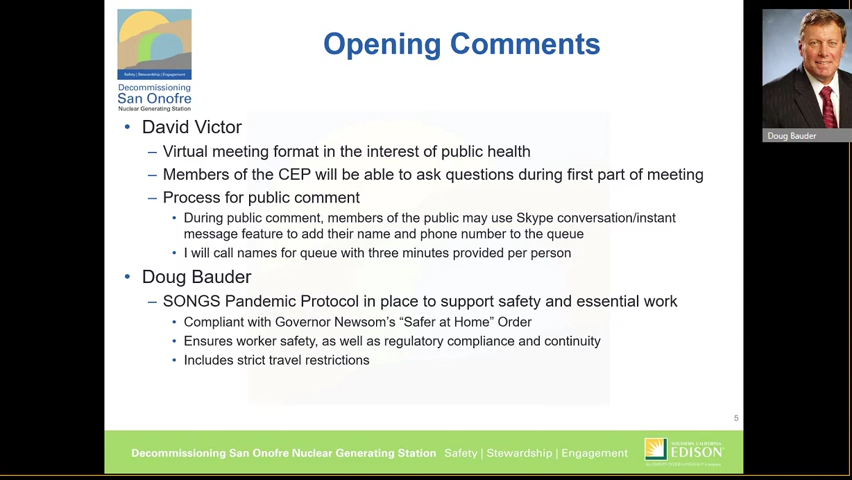 Opening Comments
Safety | Stewardship | Engagement
Decommissioning
San Onofre
Nuclear Generating Station
• David Victor
– Virtual meeting format in the interest of public health
– Members of the CEP will be able to ask questions during first part of meeting
– Process for public comment
• During public comment, members of the public may use Skype conversation/instant
message feature to add their name and phone number to the queue
• I will call names for queue with three minutes provided per person
• Doug Bauder
– SONGS Pandemic Protocol in place to support safety and essential work
• Compliant with Governor Newsom’s “Safer at Home” Order
• Ensures worker safety, as well as regulatory compliance and continuity
• Includes strict travel restrictions
5
Decommissioning San Onofre Nuclear Generating Station Safety | Stewardship | Engagement
SOUTHERN CALIFORNIA
EDISON
Doug Bauder